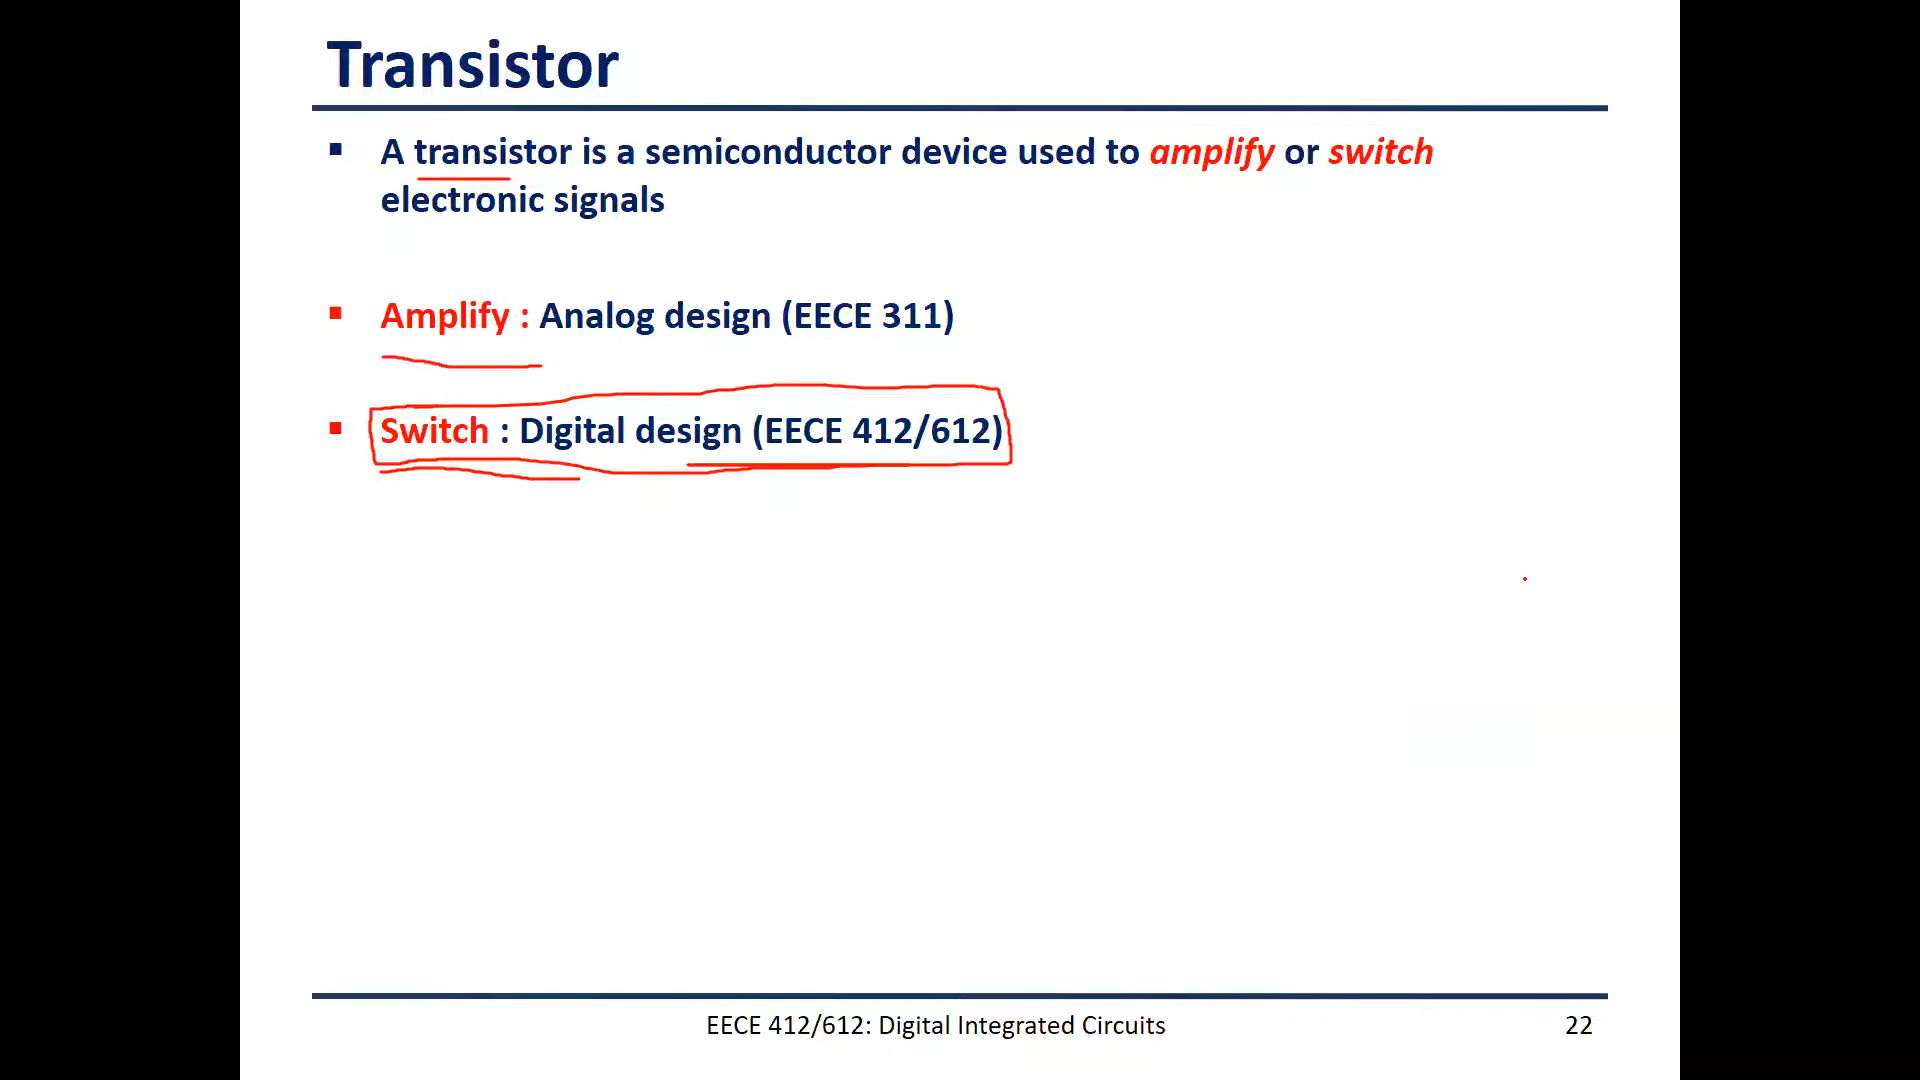 Transistor
▪ A transistor is a semiconductor device used to amplify or switch
electronic signals
▪ Amplify : Analog design (EECE 311)
▪ Switch : Digital design (EECE 412/612)
EECE 412/612: Digital Integrated Circuits
22